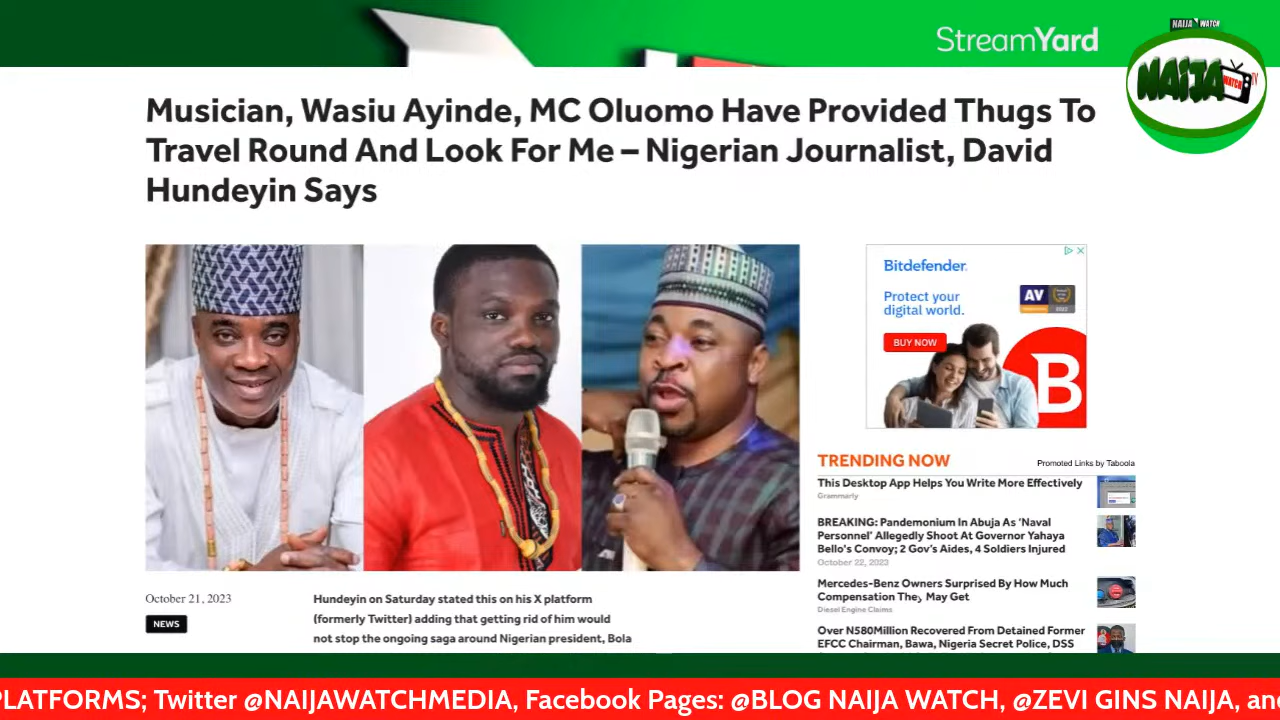 StreamYard
NAIJA WATCH
NAIJA
WATCH
TV
Musician, Wasiu Ayinde, MC Oluomo Have Provided Thugs To
Travel Round And Look For Me – Nigerian Journalist, David
Hundeyin Says
Bitdefender
Protect your
digital world.
AV
BUY NOW
B
TRENDING NOW
Promoted Links by Taboola
This Desktop App Helps You Write More Effectively
Grammarly
BREAKING: Pandemonium In Abuja As ‘Naval
Personnel’ Allegedly Shoot At Governor Yahaya
Bello's Convoy; 2 Gov’s Aides, 4 Soldiers Injured
October 22, 2023
Mercedes-Benz Owners Surprised By How Much
Compensation They May Get
Diesel Engine Claims
Over N580Million Recovered From Detained Former
EFCC Chairman, Bawa, Nigeria Secret Police, DSS
October 21, 2023
NEWS
Hundeyin on Saturday stated this on his X platform
(formerly Twitter) adding that getting rid of him would
not stop the ongoing saga around Nigerian president, Bola
PLATFORMS; Twitter @NAIJAWATCHMEDIA, Facebook Pages: @BLOG NAIJA WATCH, @ZEVI GINS NAIJA, and